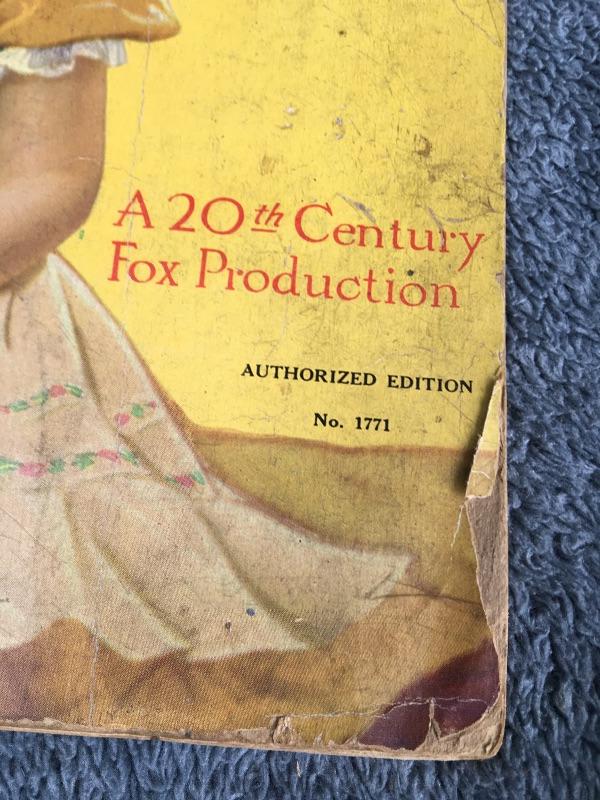 A 20th Century
Fox Production
AUTHORIZED EDITION
No. 1771